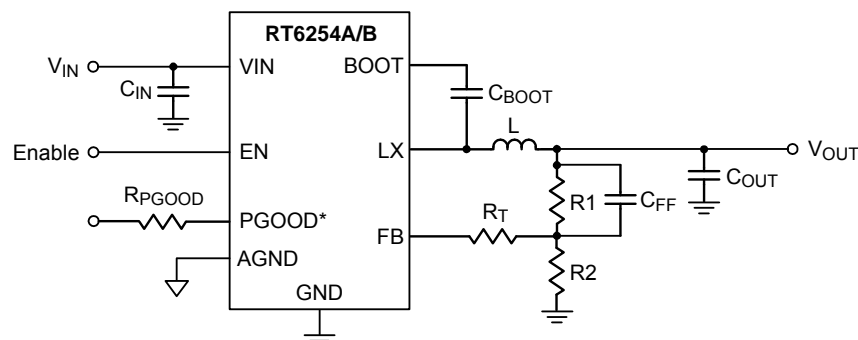 RT6254A/B
VIN
VIN
BOOT
CIN
CBOOT
L
Enable
EN
LX
VOUT
COUT
RPGOOD
R1
CFF
RT
PGOOD*
FB
AGND
R2
GND